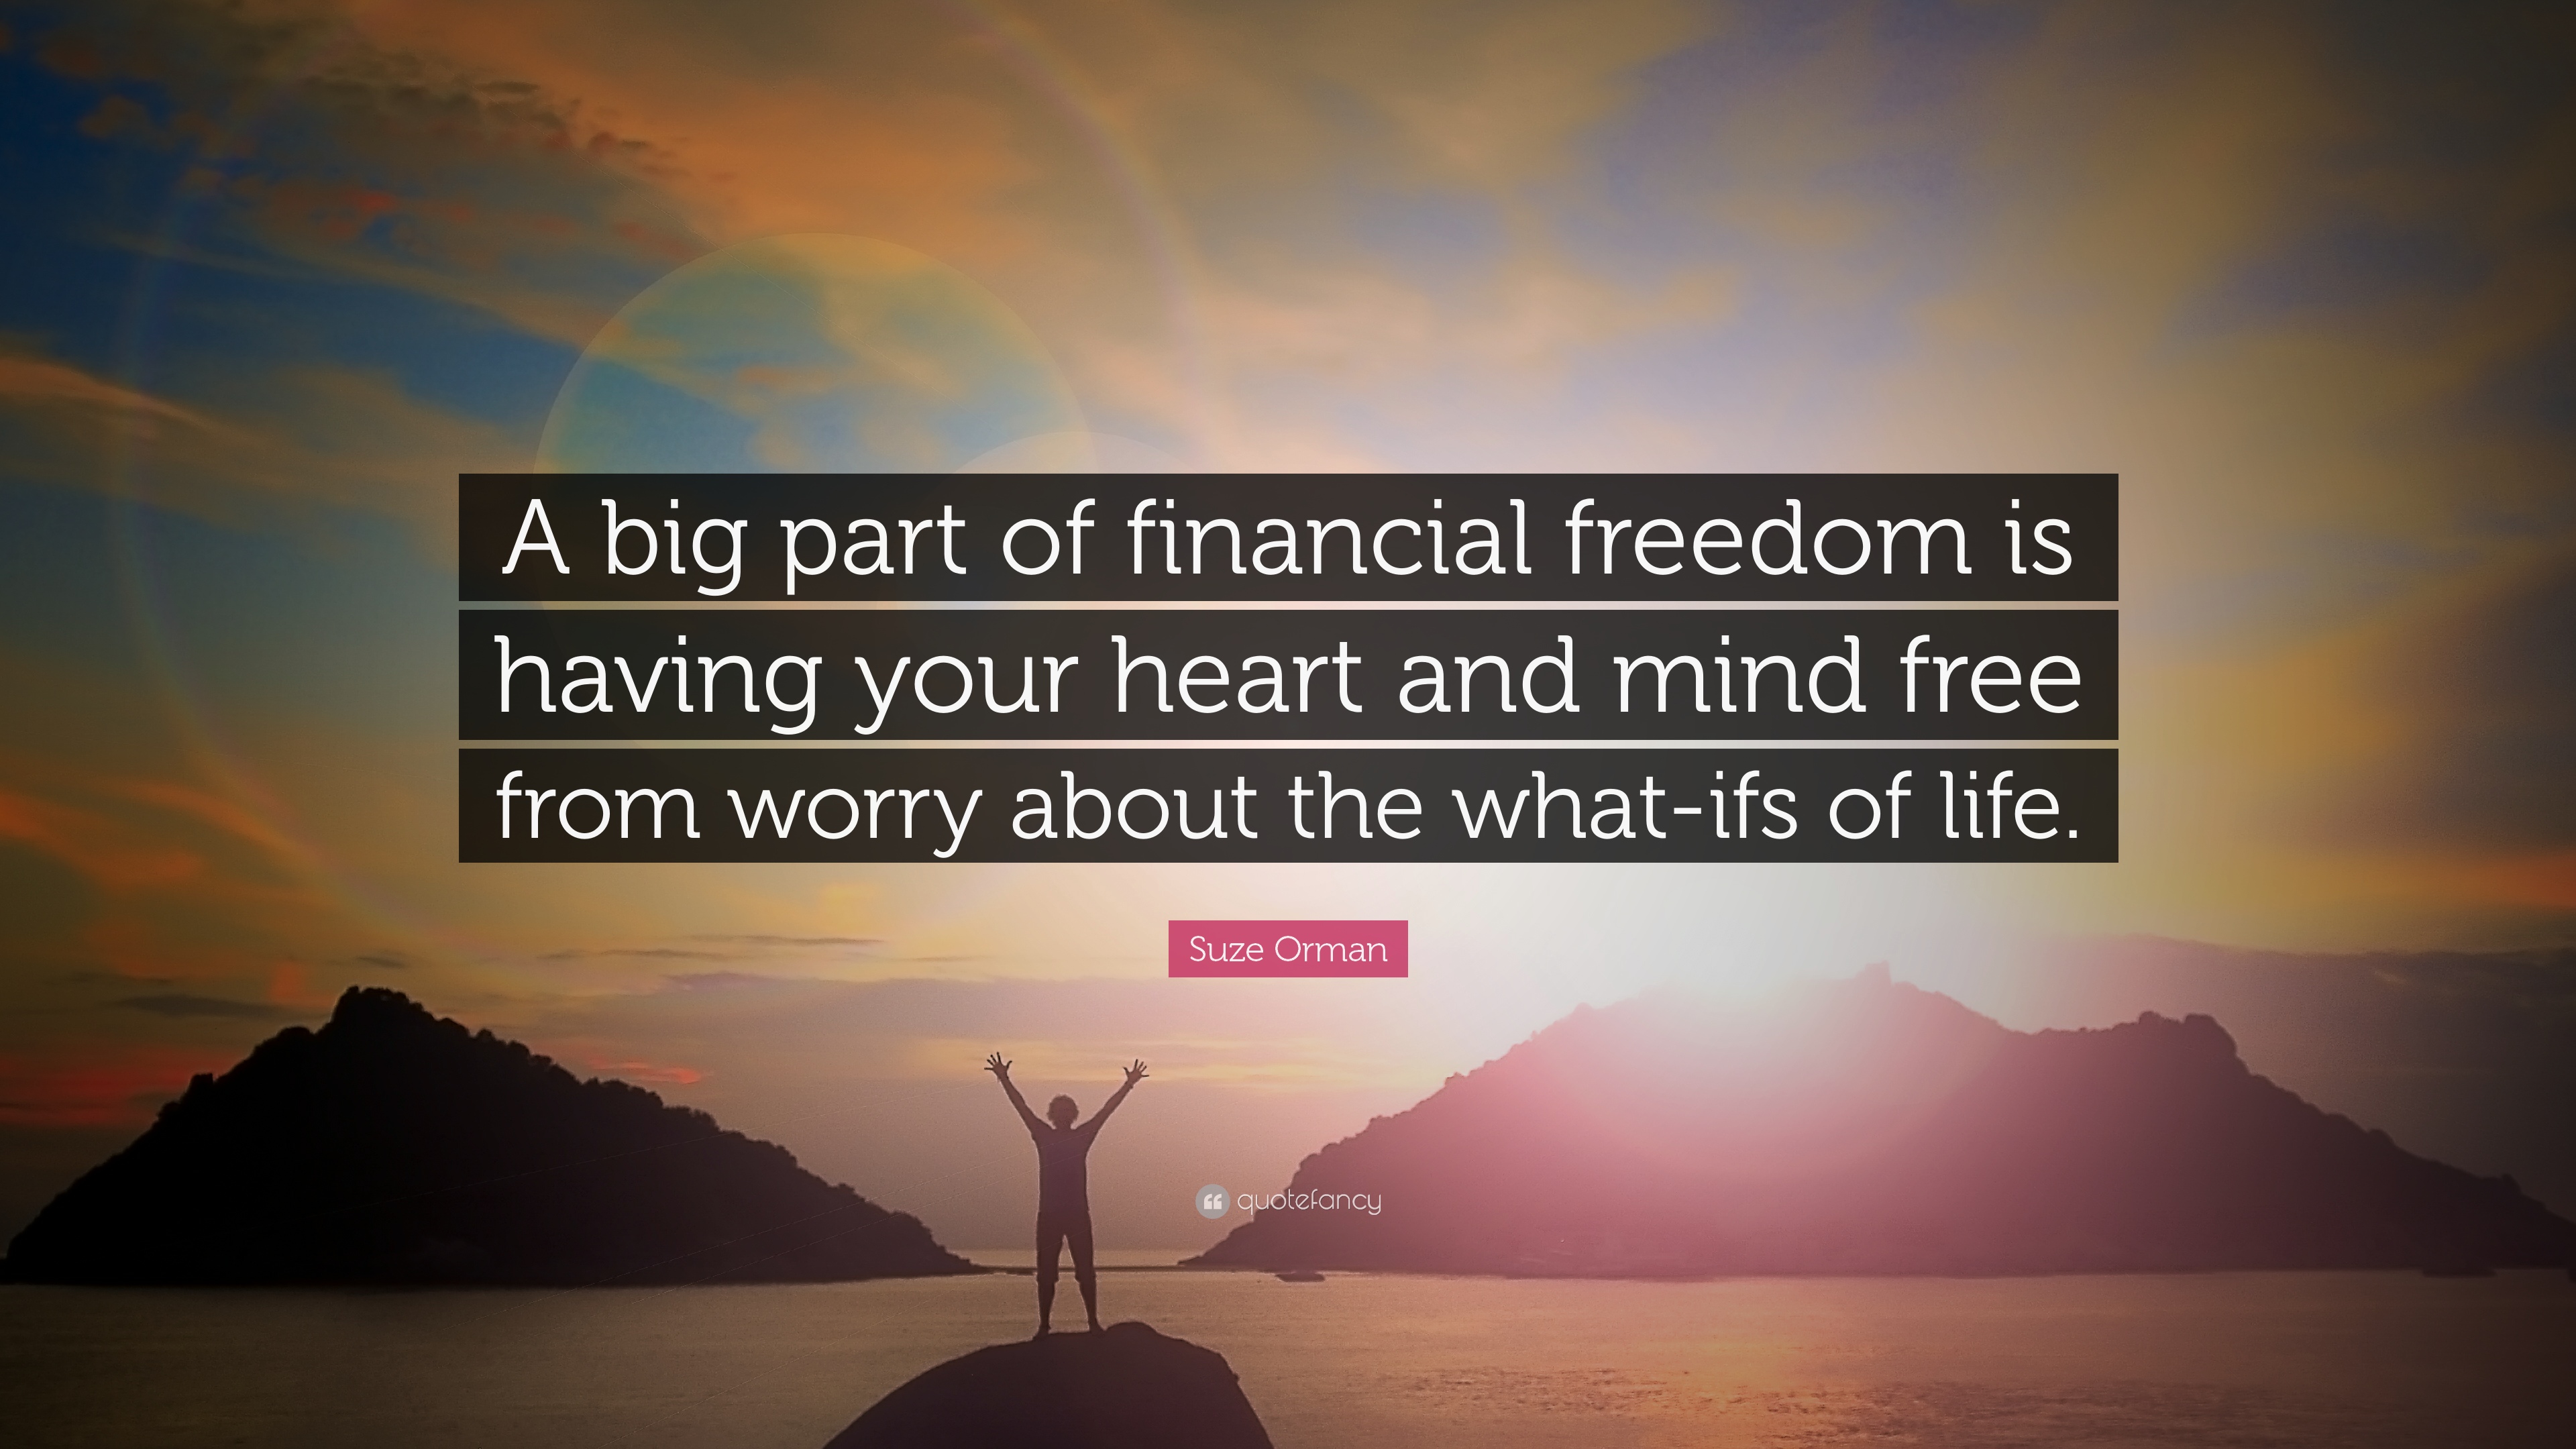 A big part of financial freedom is
having your heart and mind free
from worry about the what-ifs of life.
Suze Orman
quotefancy